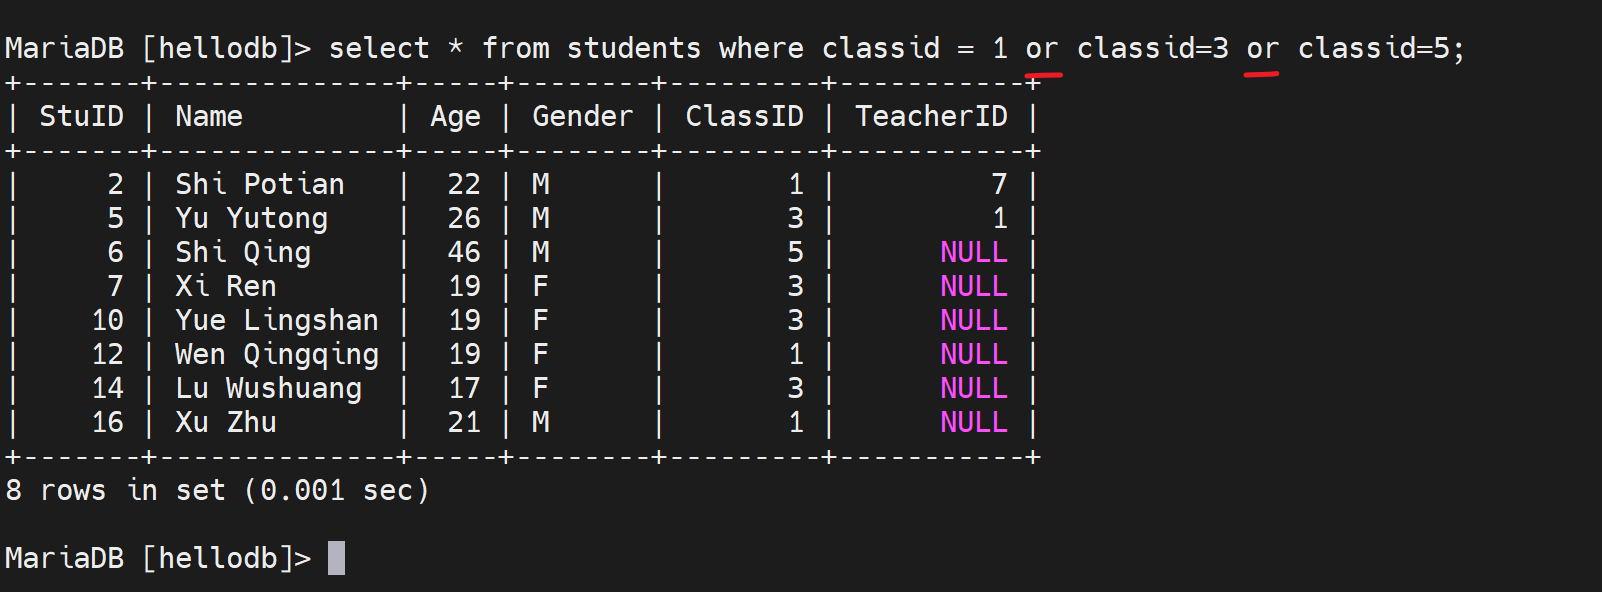 MariaDB [hellodb]> select * from students where classid = 1 or classid=3 or classid=5;
+-------+--------------+-----+--------+---------+-----------+
| StuID | Name         | Age | Gender | ClassID | TeacherID |
+-------+--------------+-----+--------+---------+-----------+
|     2 | Shi Potian   |  22 | M      |       1 |         7 |
|     5 | Yu Yutong    |  26 | M      |       3 |         1 |
|     6 | Shi Qing     |  46 | M      |       5 |      NULL |
|     7 | Xi Ren       |  19 | F      |       3 |      NULL |
|    10 | Yue Lingshan |  19 | F      |       3 |      NULL |
|    12 | Wen Qingqing |  19 | F      |       1 |      NULL |
|    14 | Lu Wushuang  |  17 | F      |       3 |      NULL |
|    16 | Xu Zhu       |  21 | M      |       1 |      NULL |
+-------+--------------+-----+--------+---------+-----------+
8 rows in set (0.001 sec)
MariaDB [hellodb]>